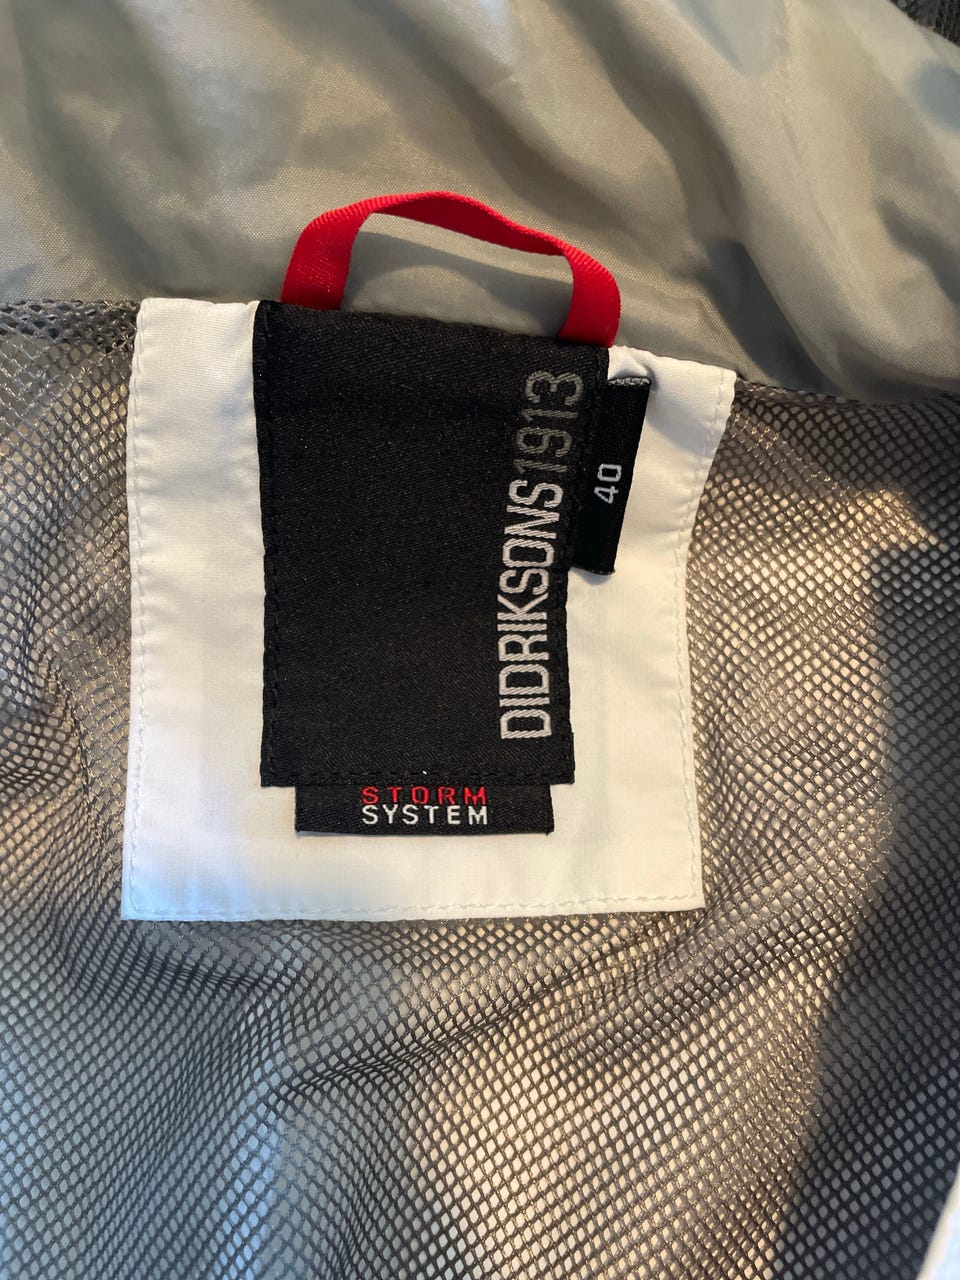 DIDRIKSONS1913
40
STORM
SYSTEM